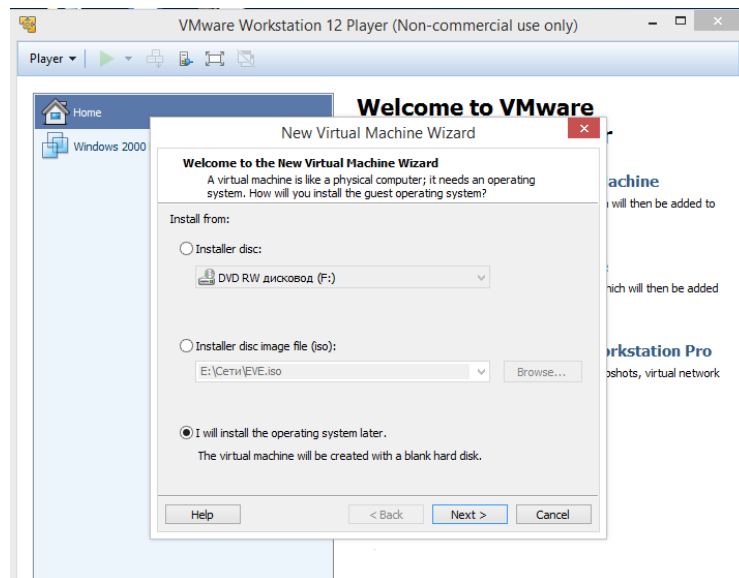 VMware Workstation 12 Player (Non-commercial use only)
Player
Home
Windows 2000
Welcome to VMware
New Virtual Machine Wizard
Welcome to the New Virtual Machine Wizard
A virtual machine is like a physical computer; it needs an operating
system. How will you install the guest operating system?
Install from:
Installer disc:
DVD RW дисковод (F:)
Installer disc image file (iso):
E:\Сети\EVE.iso
Browse...
I will install the operating system later.
The virtual machine will be created with a blank hard disk.
Help
< Back
Next >
Cancel
will then be added to
will then be added
Pro
virtual network